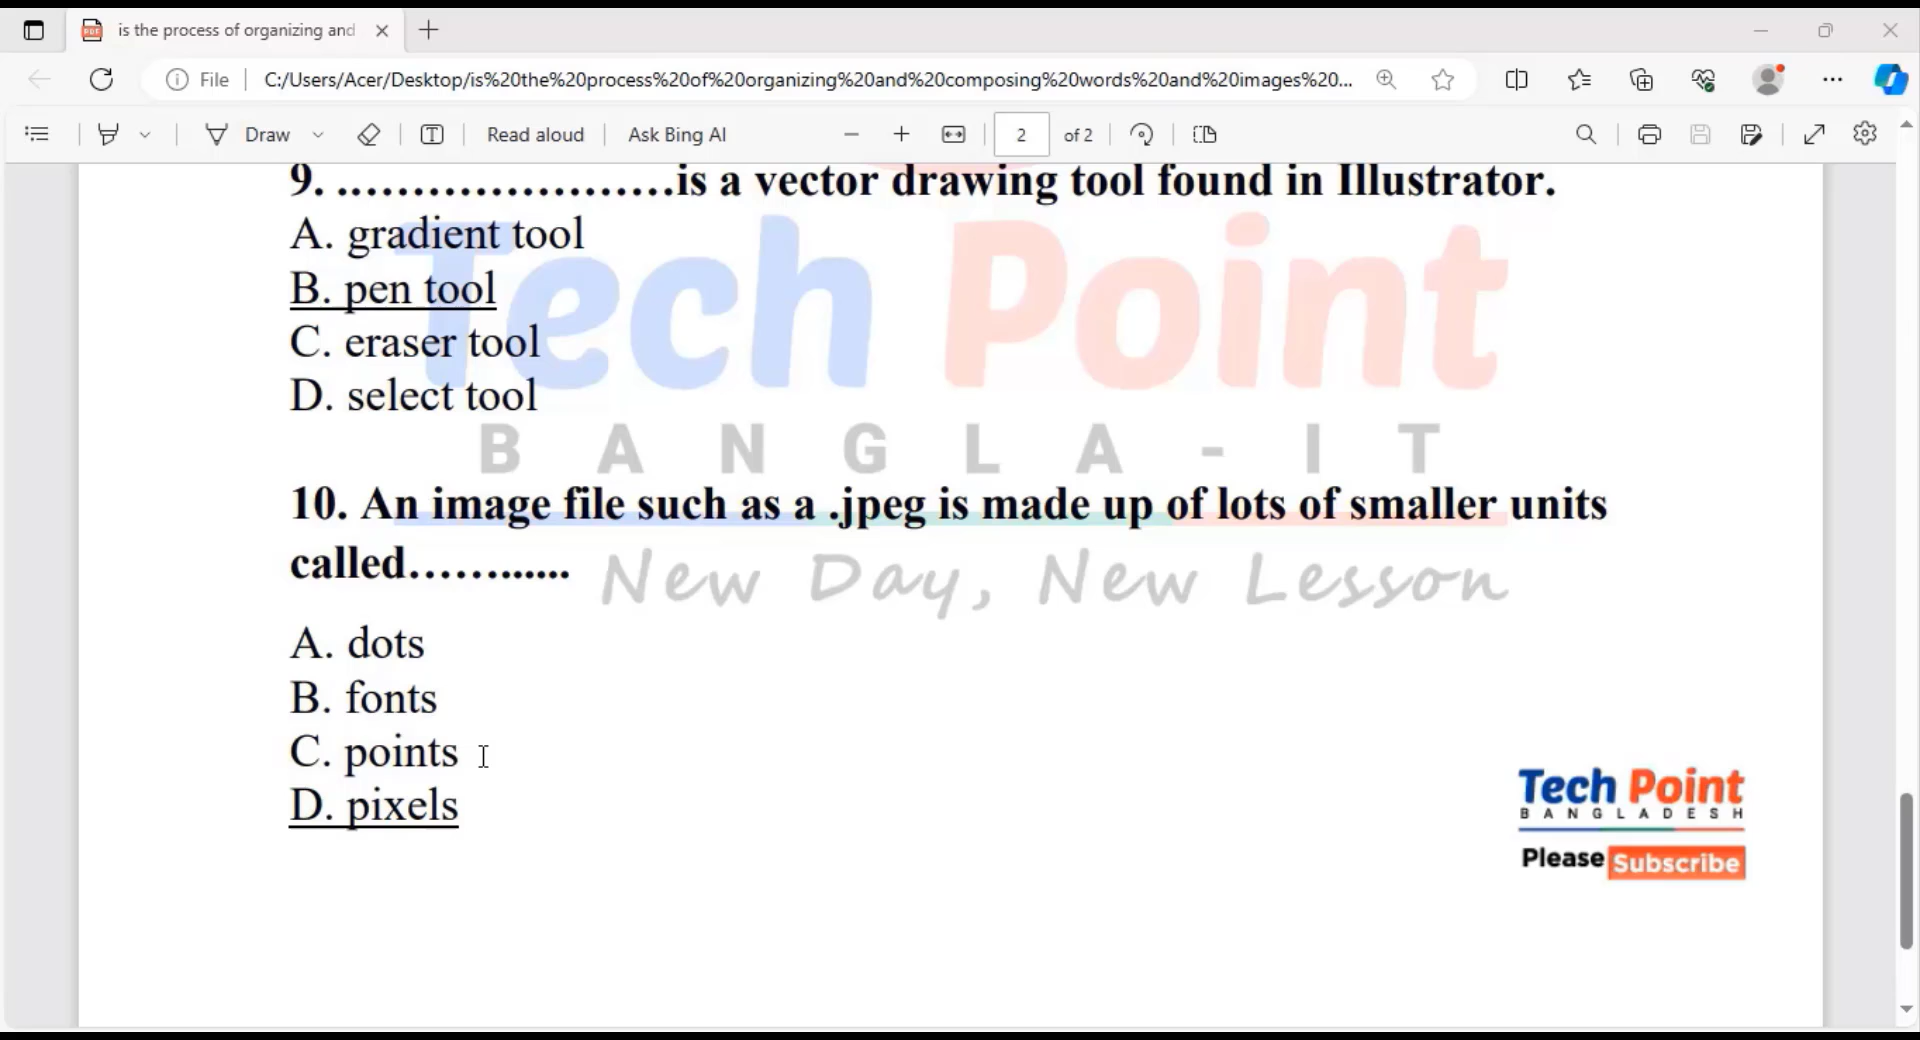 is the process of organizing and
File
C:/Users/Acer/Desktop/is%20the%20process%20of%20organizing%20and%20composing%20words%20and%20images%20...
Draw
Read aloud
Ask Bing AI
2
of 2
9. ......................is a vector drawing tool found in Illustrator.
A. gradient tool
B. pen tool
C. eraser tool
D. select tool
Tech Point
BANGLA-IT
New Day, New Lesson
10. An image file such as a .jpeg is made up of lots of smaller units
called............
A. dots
B. fonts
C. points
D. pixels
Tech Point
BANGLADESH
Please Subscribe